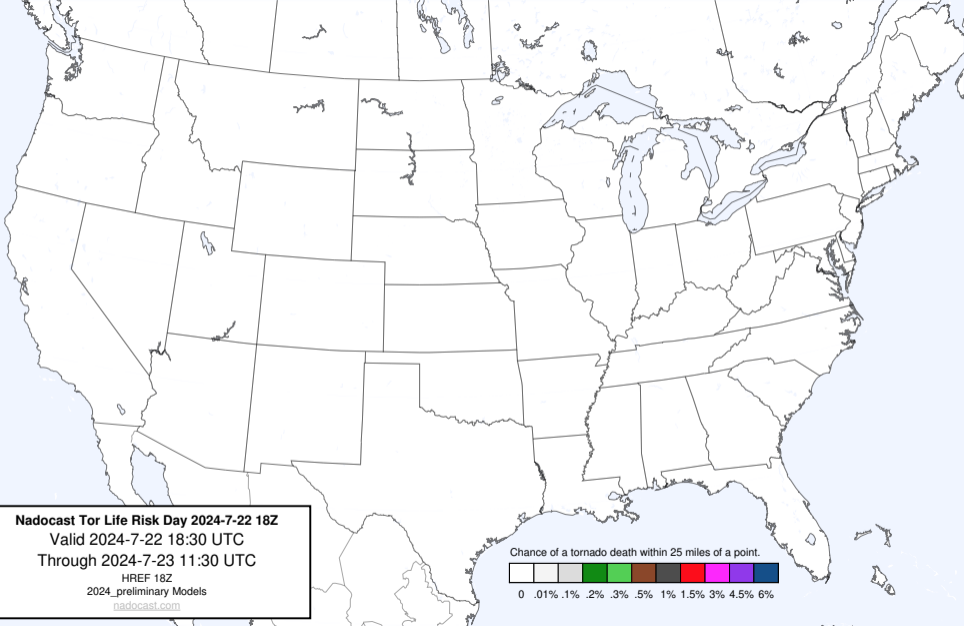 Nadocast Tor Life Risk Day 2024-7-22 18Z
Valid 2024-7-22 18:30 UTC
Through 2024-7-23 11:30 UTC
HREF 18Z
2024_preliminary Models
nadocast.com
Chance of a tornado death within 25 miles of a point.
0 .01% .1% .2% .3% .5% 1% 1.5% 3% 4.5% 6%